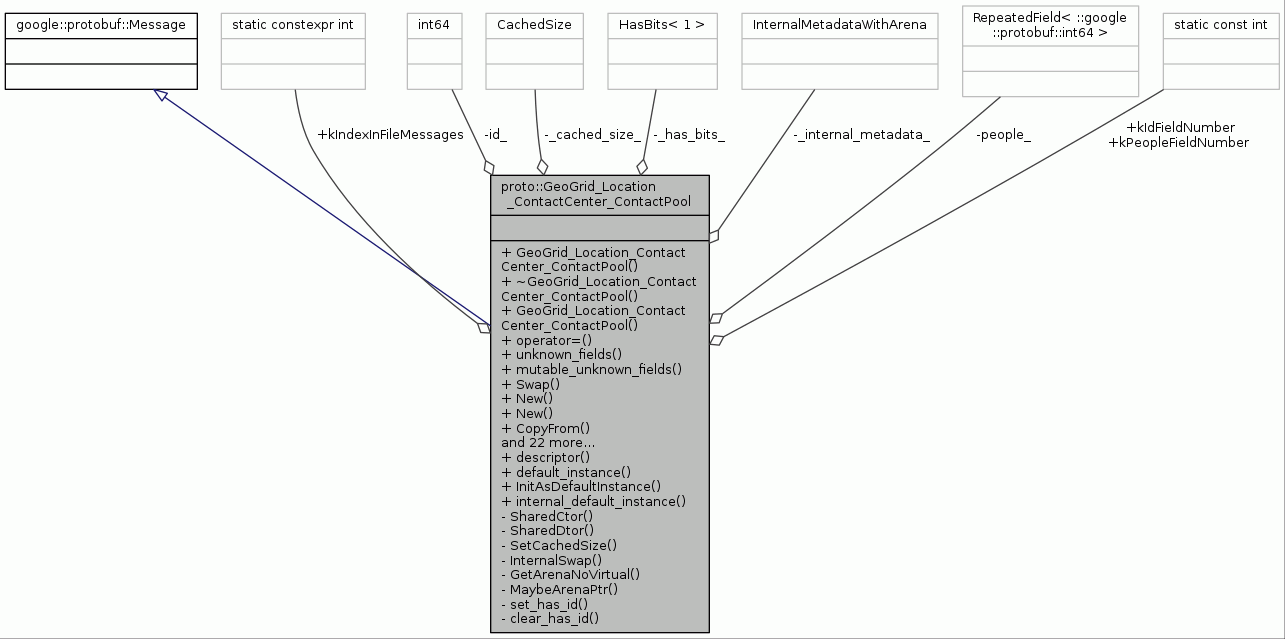 google::protobuf::Message
static constexpr int
int64
CachedSize
HasBits< 1 >
InternalMetadataWithArena
RepeatedField< ::google
::protobuf::int64 >
static const int
+kIndexInFileMessages
-id_
-_cached_size_
-_has_bits_
-_internal_metadata_
-people_
+kIdFieldNumber
+kPeopleFieldNumber
proto::GeoGrid_Location
_ContactCenter_ContactPool
+ GeoGrid_Location_Contact
Center_ContactPool()
+ ~GeoGrid_Location_Contact
Center_ContactPool()
+ GeoGrid_Location_Contact
Center_ContactPool()
+ operator=()
+ unknown_fields()
+ mutable_unknown_fields()
+ Swap()
+ New()
+ New()
+ CopyFrom()
and 22 more...
+ descriptor()
+ default_instance()
+ InitAsDefaultInstance()
+ internal_default_instance()
- SharedCtor()
- SharedDtor()
- SetCachedSize()
- InternalSwap()
- GetArenaNoVirtual()
- MaybeArenaPtr()
- set_has_id()
- clear_has_id()